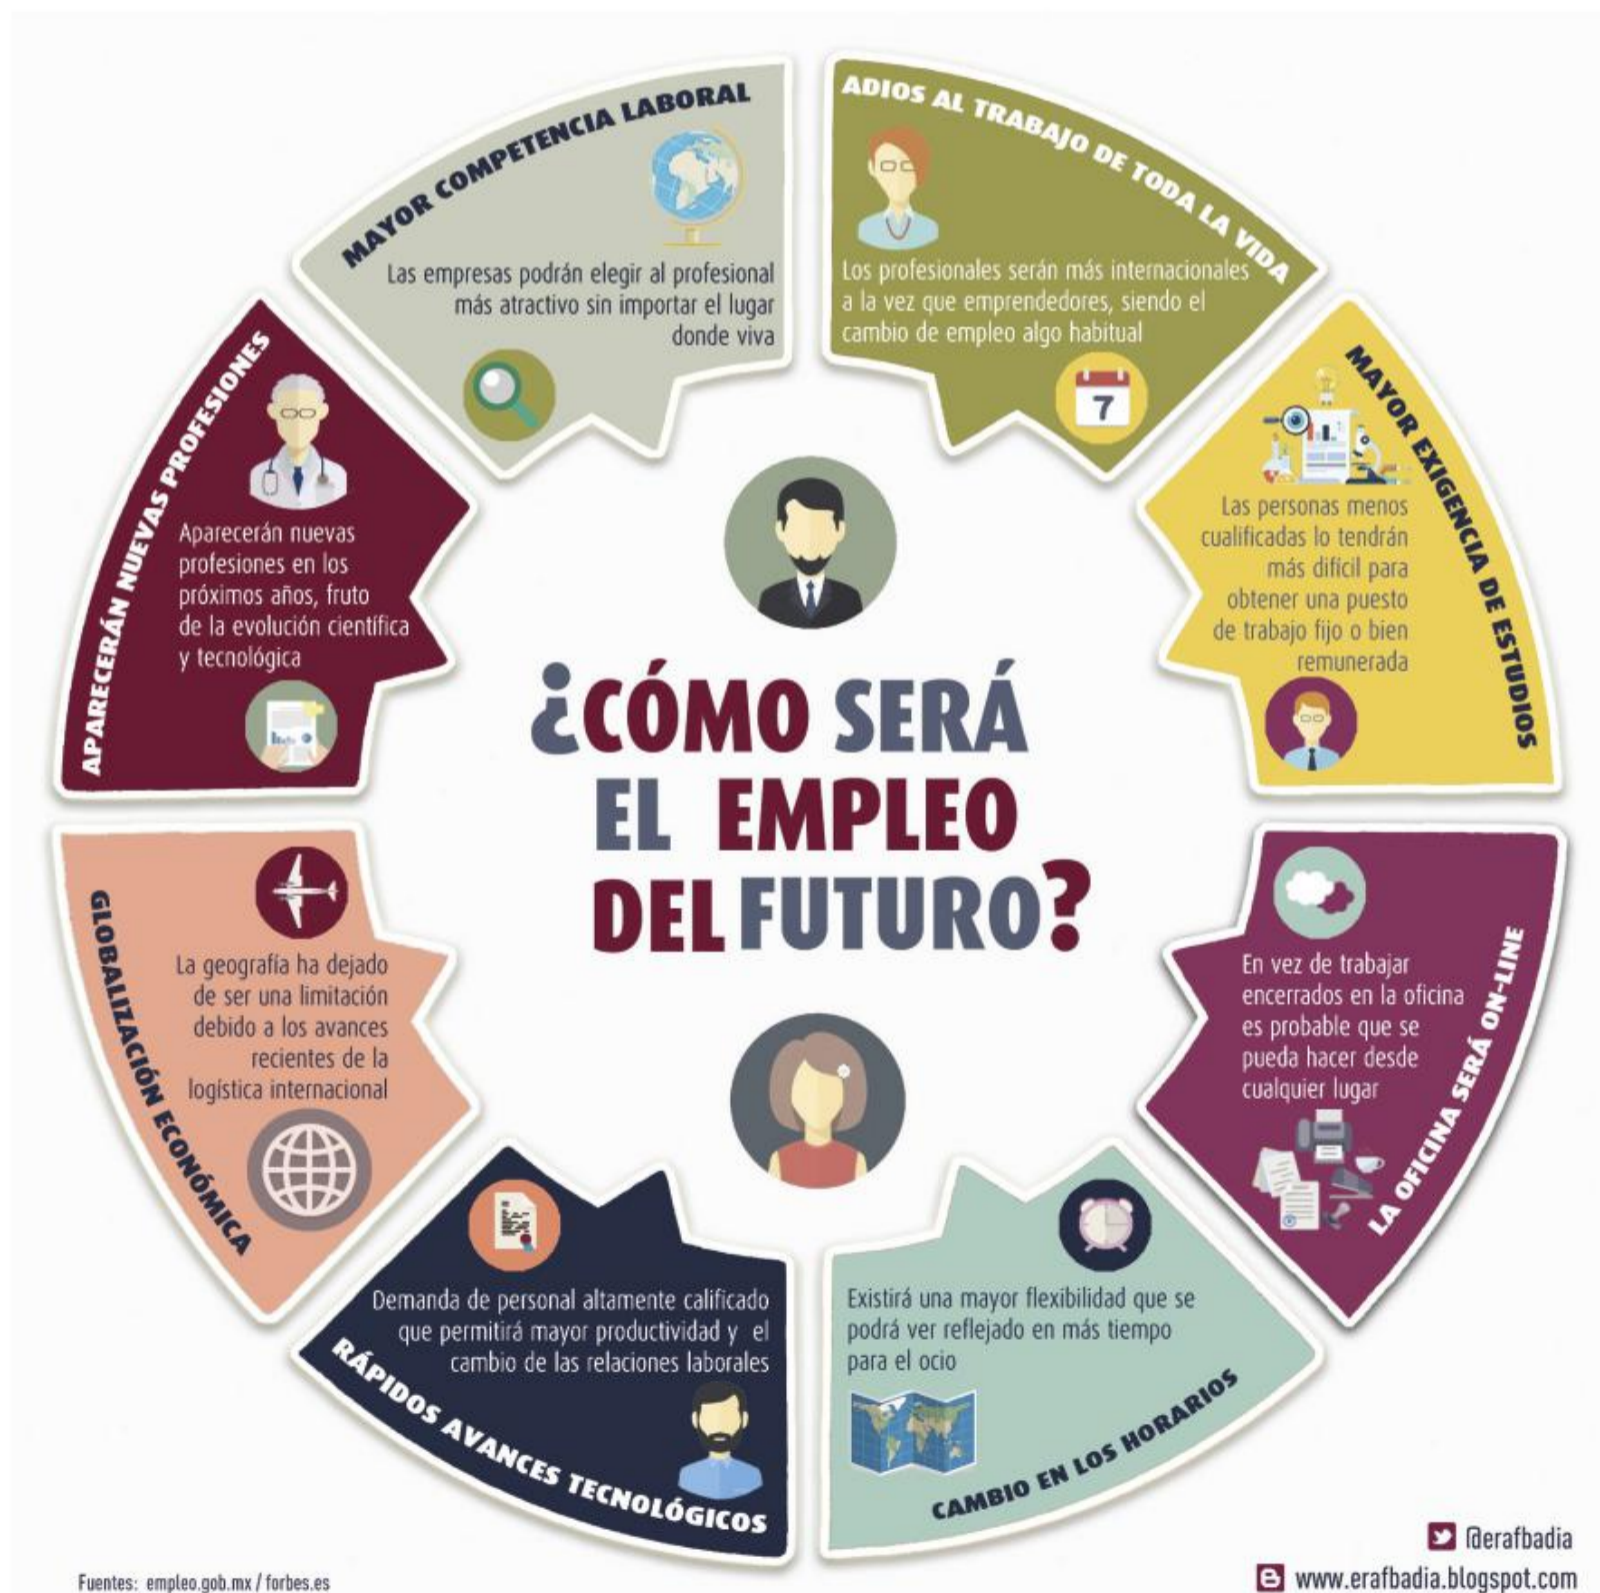 ¿CÓMO SERÁ
EL EMPLEO
DEL FUTURO?
ADIOS AL TRABAJO DE TODA LA VIDA
Los profesionales serán más internacionales
a la vez que emprendedores, siendo el
cambio de empleo algo habitual
7
MAYOR EXIGENCIA DE ESTUDIOS
Las personas menos
cualificadas lo tendrán
más difícil para
obtener una puesto
de trabajo fijo o bien
remunerada
LA OFICINA SERÁ ON-LINE
En vez de trabajar
encerrados en la oficina
es probable que se
pueda hacer desde
cualquier lugar
CAMBIO EN LOS HORARIOS
Existirá una mayor flexibilidad que se
podrá ver reflejado en más tiempo
para el ocio
RÁPIDOS AVANCES TECNOLÓGICOS
Demanda de personal altamente calificado
que permitirá mayor productividad y el
cambio de las relaciones laborales
GLOBALIZACIÓN ECONÓMICA
La geografía ha dejado
de ser una limitación
debido a los avances
recientes de la
logística internacional
APARECERÁN NUEVAS PROFESIONES
Aparecerán nuevas
profesiones en los
próximos años, fruto
de la evolución científica
y tecnológica
MAYOR COMPETENCIA LABORAL
Las empresas podrán elegir al profesional
más atractivo sin importar el lugar
donde viva
@erafbadia
www.erafbadia.blogspot.com
Fuentes: empleo.gob.mx / forbes.es